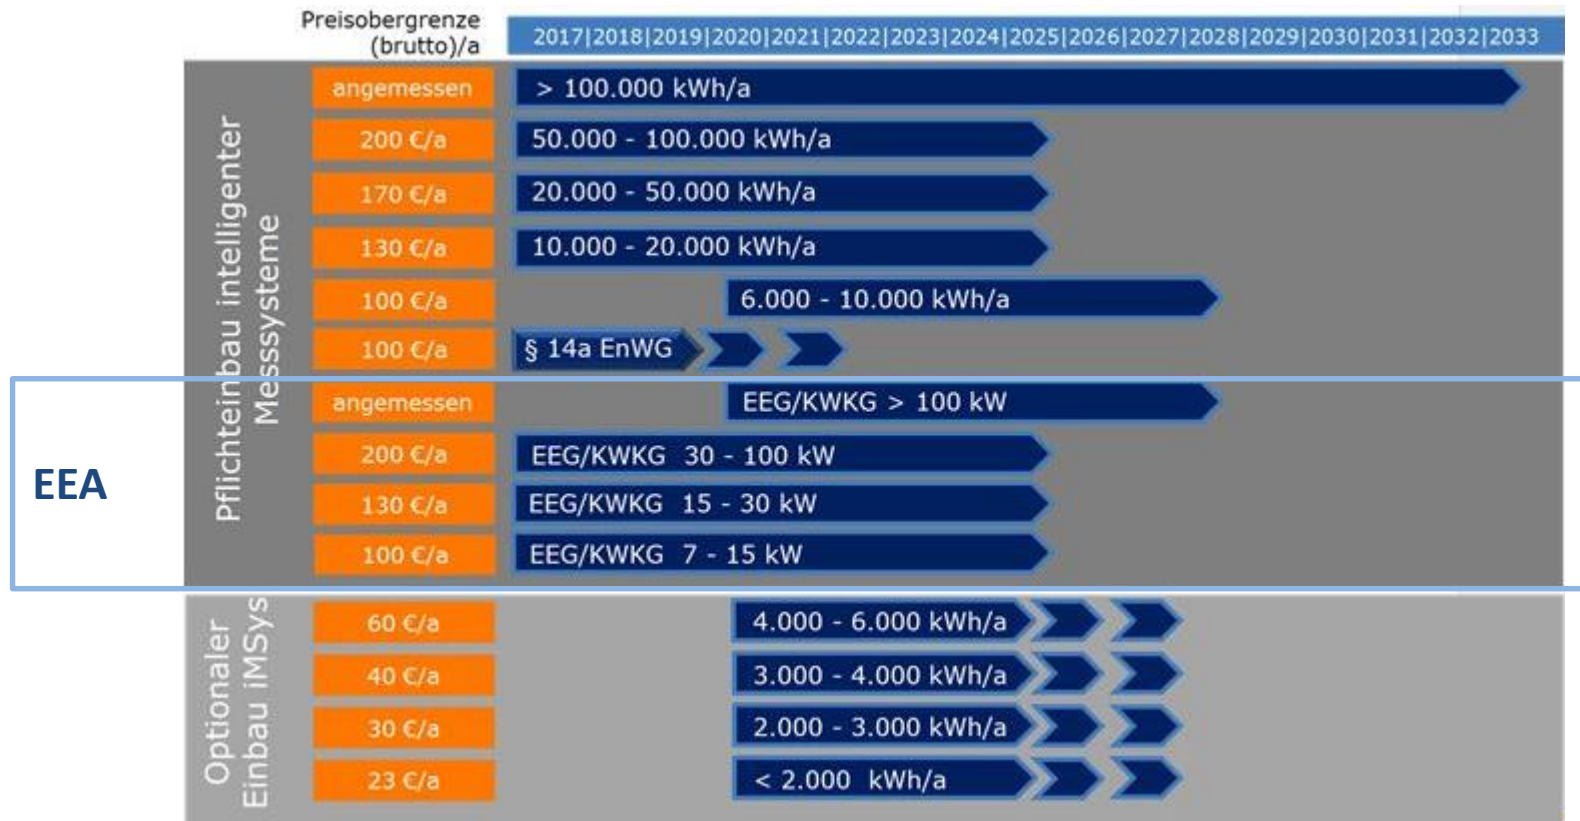 Preisobergrenze
(brutto)/a
2017|2018|2019|2020|2021|2022|2023|2024|2025|2026|2027|2028|2029|2030|2031|2032|2033
Pflichteinbau intelligenter
Messsysteme
angemessen
> 100.000 kWh/a
200 €/a
50.000 - 100.000 kWh/a
170 €/a
20.000 - 50.000 kWh/a
130 €/a
10.000 - 20.000 kWh/a
100 €/a
6.000 - 10.000 kWh/a
100 €/a
§ 14a EnWG
EEA
angemessen
EEG/KWKG > 100 kW
200 €/a
EEG/KWKG 30 - 100 kW
130 €/a
EEG/KWKG 15 - 30 kW
100 €/a
EEG/KWKG 7 - 15 kW
Optionaler
Einbau iMSys
60 €/a
4.000 - 6.000 kWh/a
40 €/a
3.000 - 4.000 kWh/a
30 €/a
2.000 - 3.000 kWh/a
23 €/a
< 2.000 kWh/a